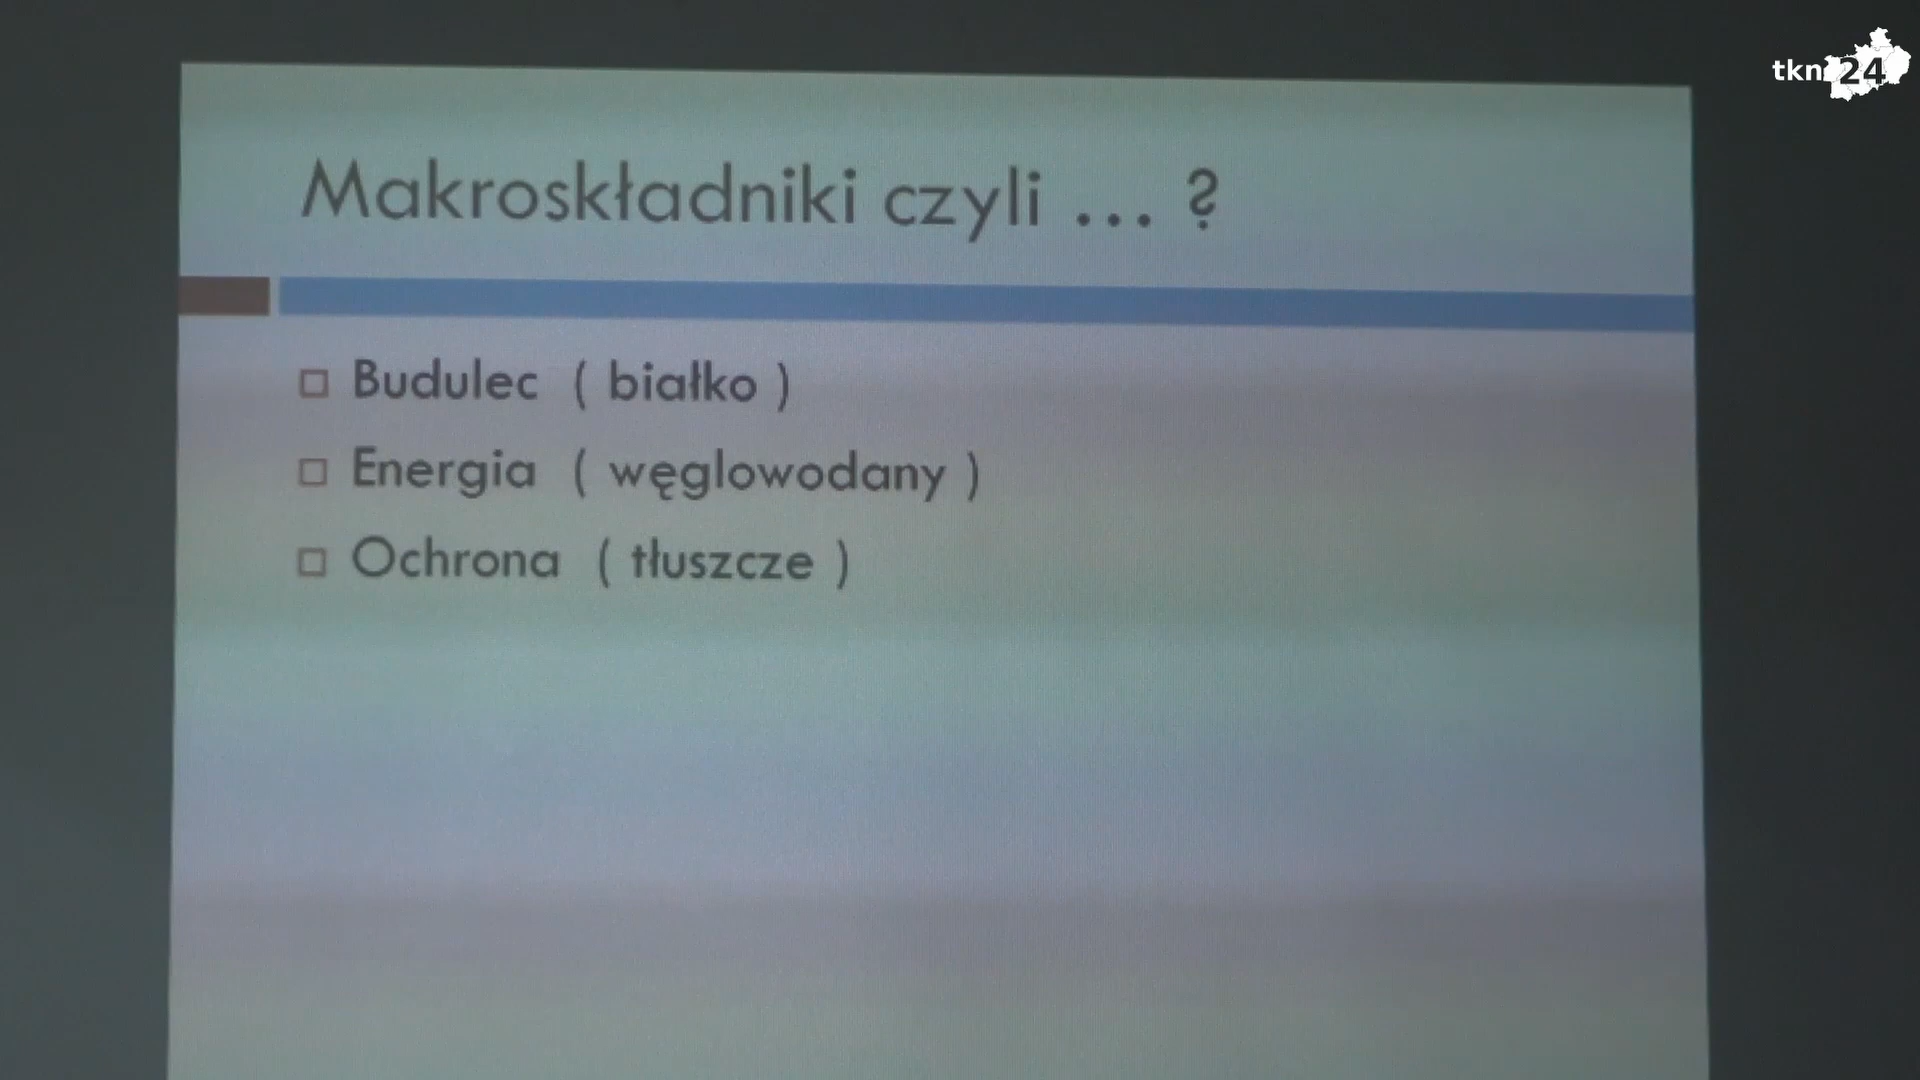 tkn24
Makroskładniki czyli ... ?
Budulec ( białko )
Energia ( węglowodany )
Ochrona ( tłuszcze )